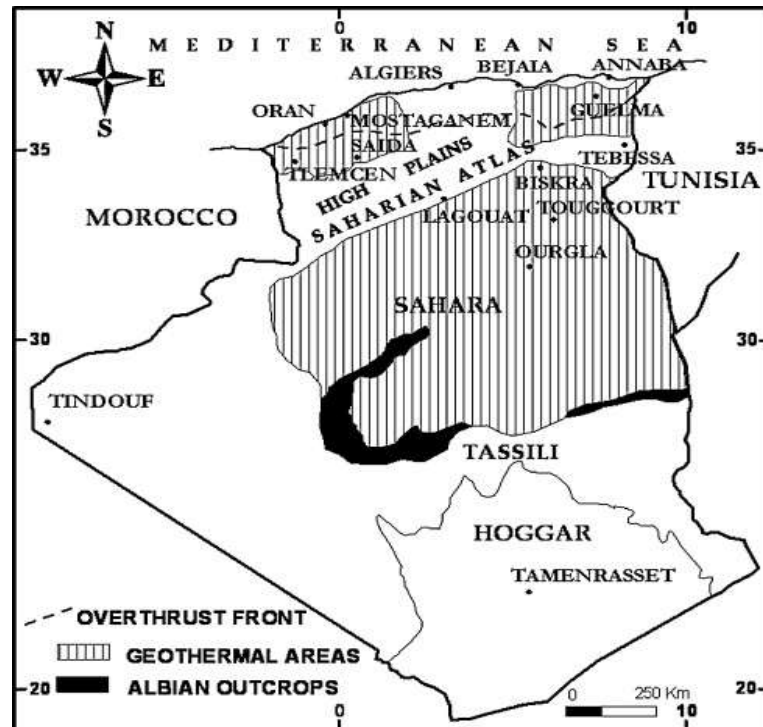 0 10
N
W E
S
MEDITERRANEAN SEA
ALGIERS BEJAIA ANNABA
ORAN MOSTAGANEM GUELMA
35 SAIDA 35
TLEMCEN TEBESSA
HIGH PLAINS
SAHARIAN ATLAS
BISKRA TUNISIA
MOROCCO LAGOUAT TOUGGOURT
OURGLA
SAHARA
30 30
TINDOUF
TASSILI
HOGGAR
TAMENRASSET
OVERTHRUST FRONT
GEOTHERMAL AREAS
ALBIAN OUTCROPS
20 0 250 Km 20
0 10